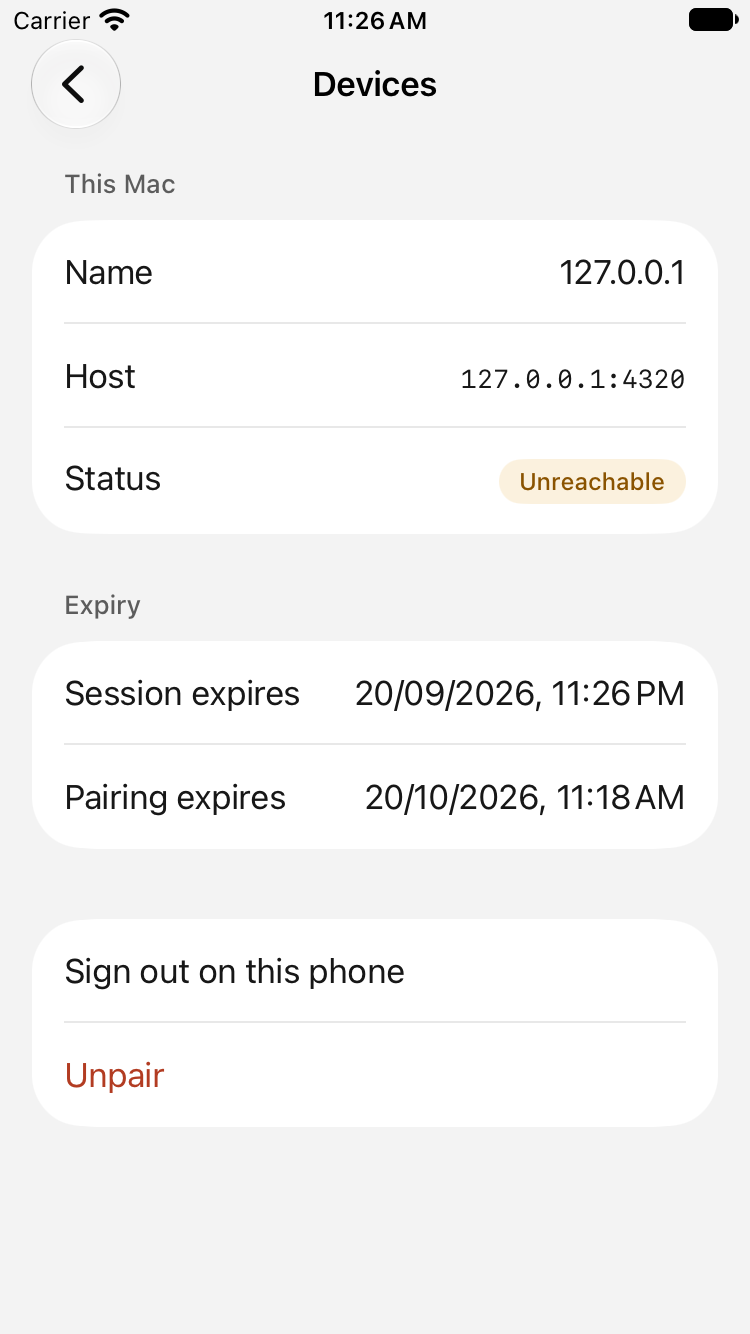 Carrier 11:26 AM
Devices
This Mac
Name 127.0.0.1
Host 127.0.0.1:4320
Status Unreachable
Expiry
Session expires 20/09/2026, 11:26 PM
Pairing expires 20/10/2026, 11:18 AM
Sign out on this phone
Unpair